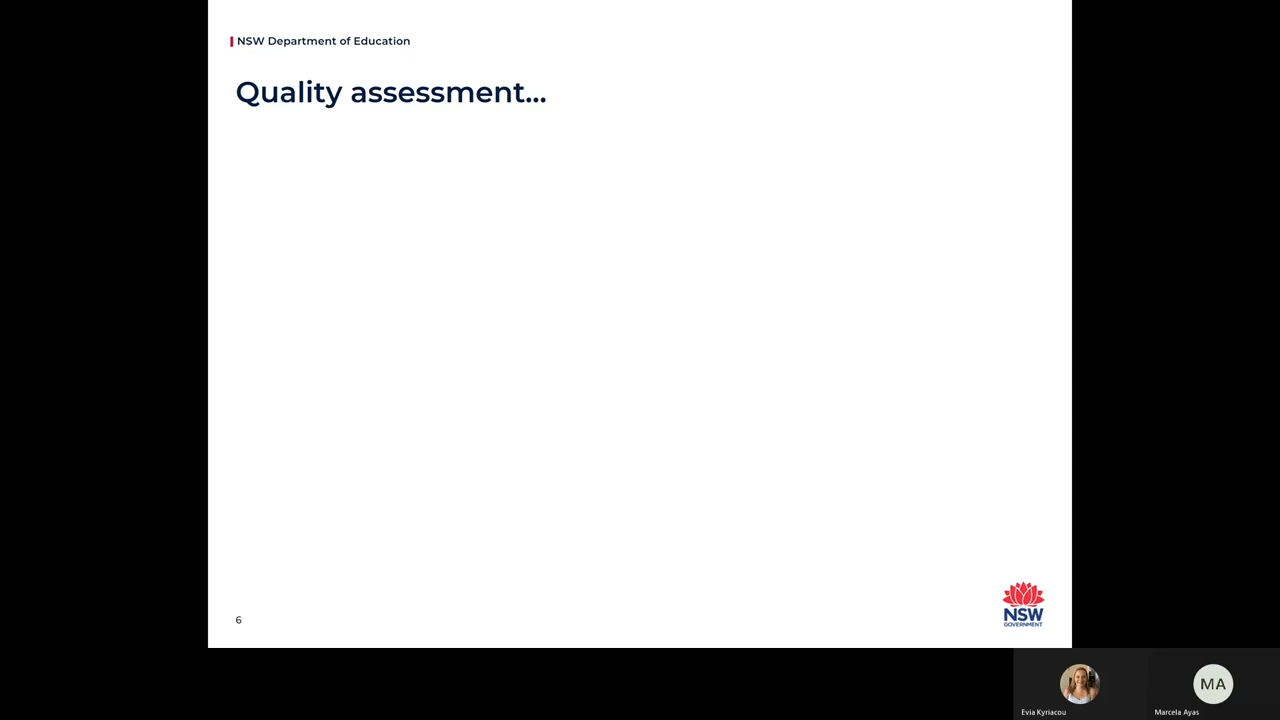 NSW Department of Education
Quality assessment...
6
NSW
GOVERNMENT
MA
Evia Kyriacou
Marcela Ayas